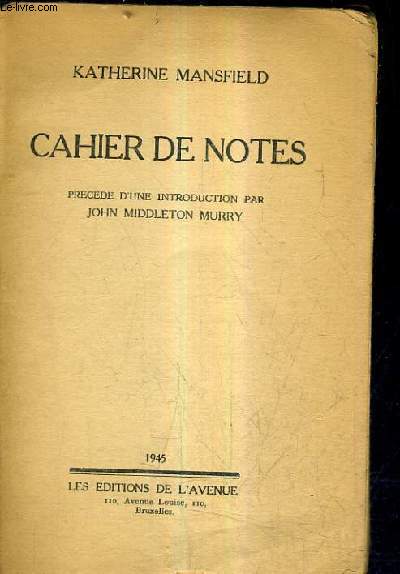 Le-livre.com
KATHERINE MANSFIELD
CAHIER DE NOTES
PRECEDE D'UNE INTRODUCTION PAR
JOHN MIDDLETON MURRY
1945
LES EDITIONS DE L'AVENUE
110, Avenue Louise, 110,
Bruxelles.